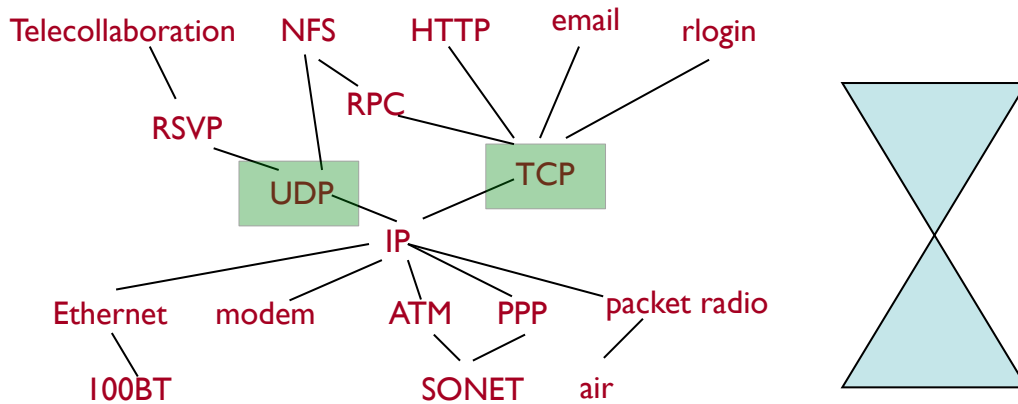 Telecollaboration NFS HTTP email rlogin
RPC
RSVP
UDP TCP
IP
Ethernet modem ATM PPP packet radio
100BT SONET air